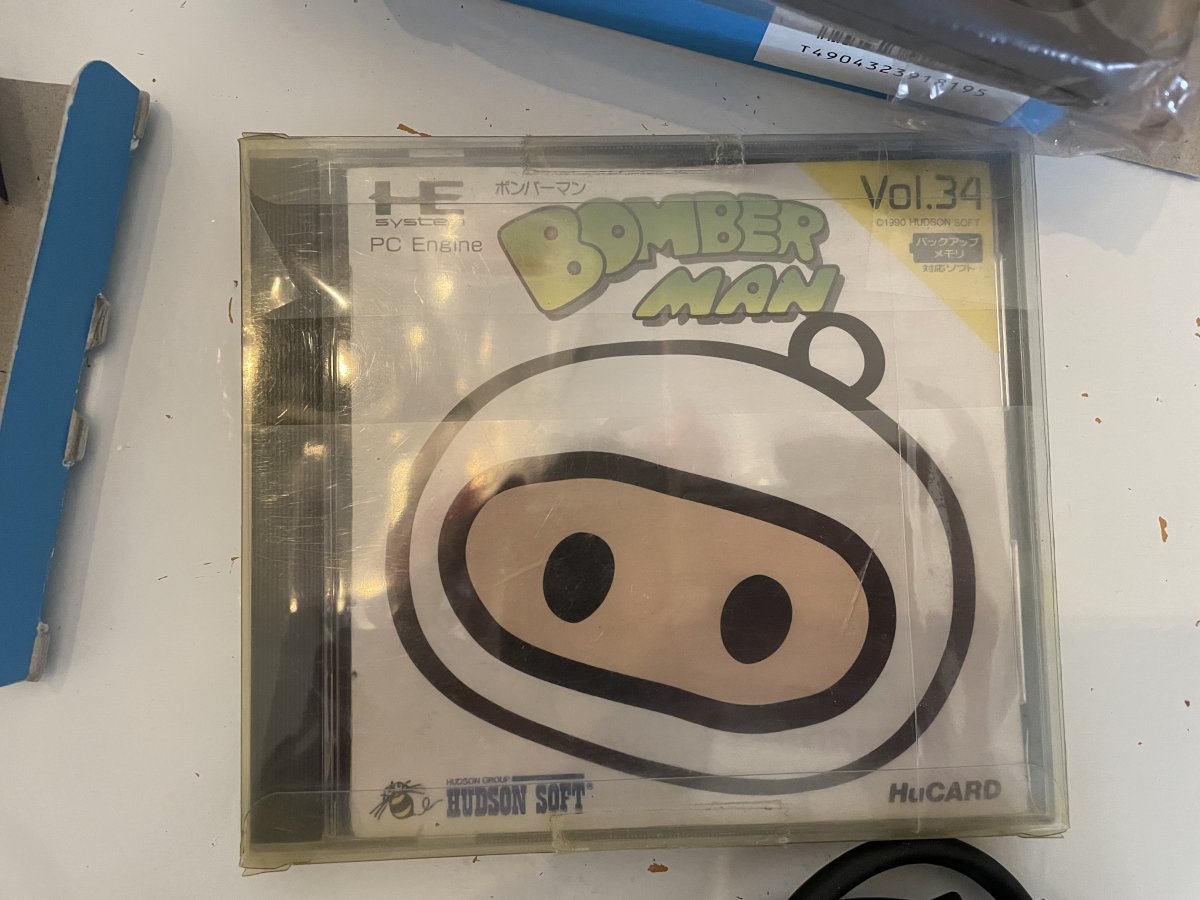 T4904323918195
HE
system
PC Engine
ボンバーマン
BOMBER
MAN
Vol.34
©1990 HUDSON SOFT
バックアップ
メモリ
対応ソフト
HUDSON GROUP
HUDSON SOFT®
HuCARD